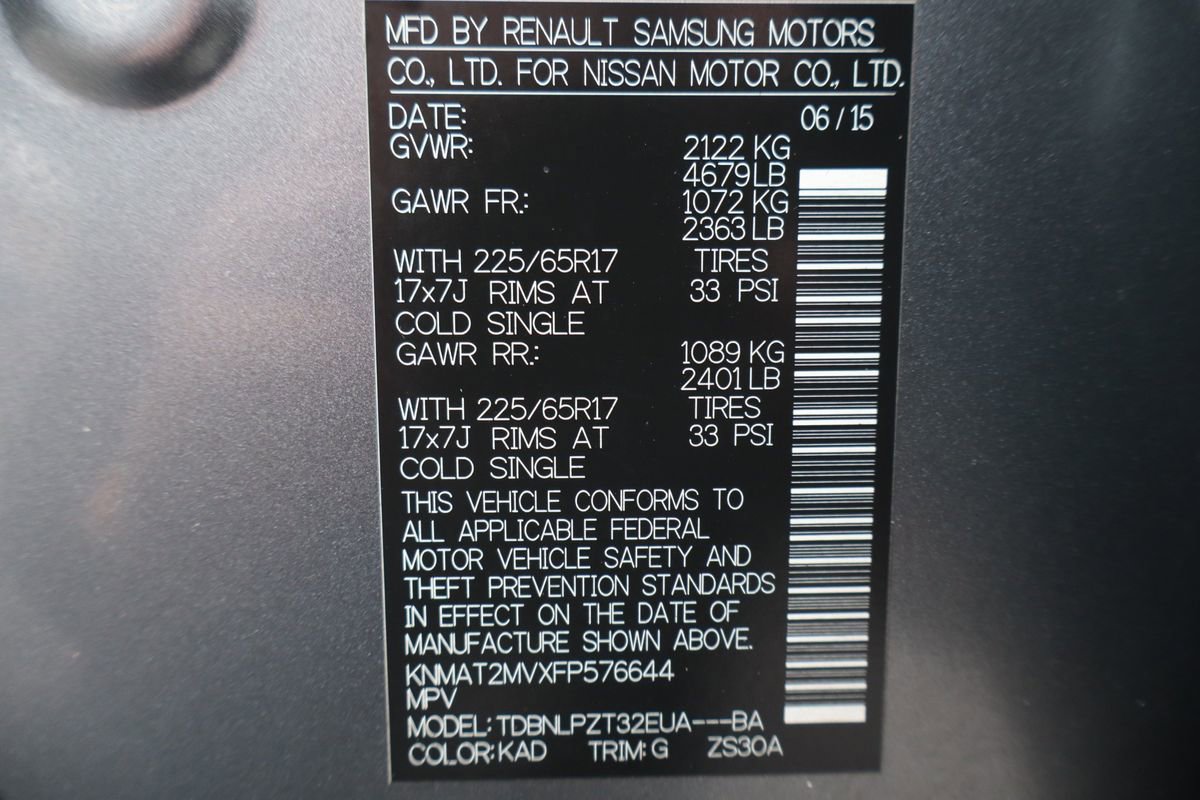 MFD BY RENAULT SAMSUNG MOTORS
CO., LTD. FOR NISSAN MOTOR CO., LTD.
DATE: 06/15
GVWR: 2122 KG
4679 LB
GAWR FR.: 1072 KG
2363 LB
WITH 225/65R17 TIRES
17x7J RIMS AT 33 PSI
COLD SINGLE
GAWR RR.: 1089 KG
2401 LB
WITH 225/65R17 TIRES
17x7J RIMS AT 33 PSI
COLD SINGLE
THIS VEHICLE CONFORMS TO
ALL APPLICABLE FEDERAL
MOTOR VEHICLE SAFETY AND
THEFT PREVENTION STANDARDS
IN EFFECT ON THE DATE OF
MANUFACTURE SHOWN ABOVE.
KNMAT2MVXFP576644
MPV
MODEL: TDBNLPZT32EUA---BA
COLOR: KAD TRIM: G ZS30A